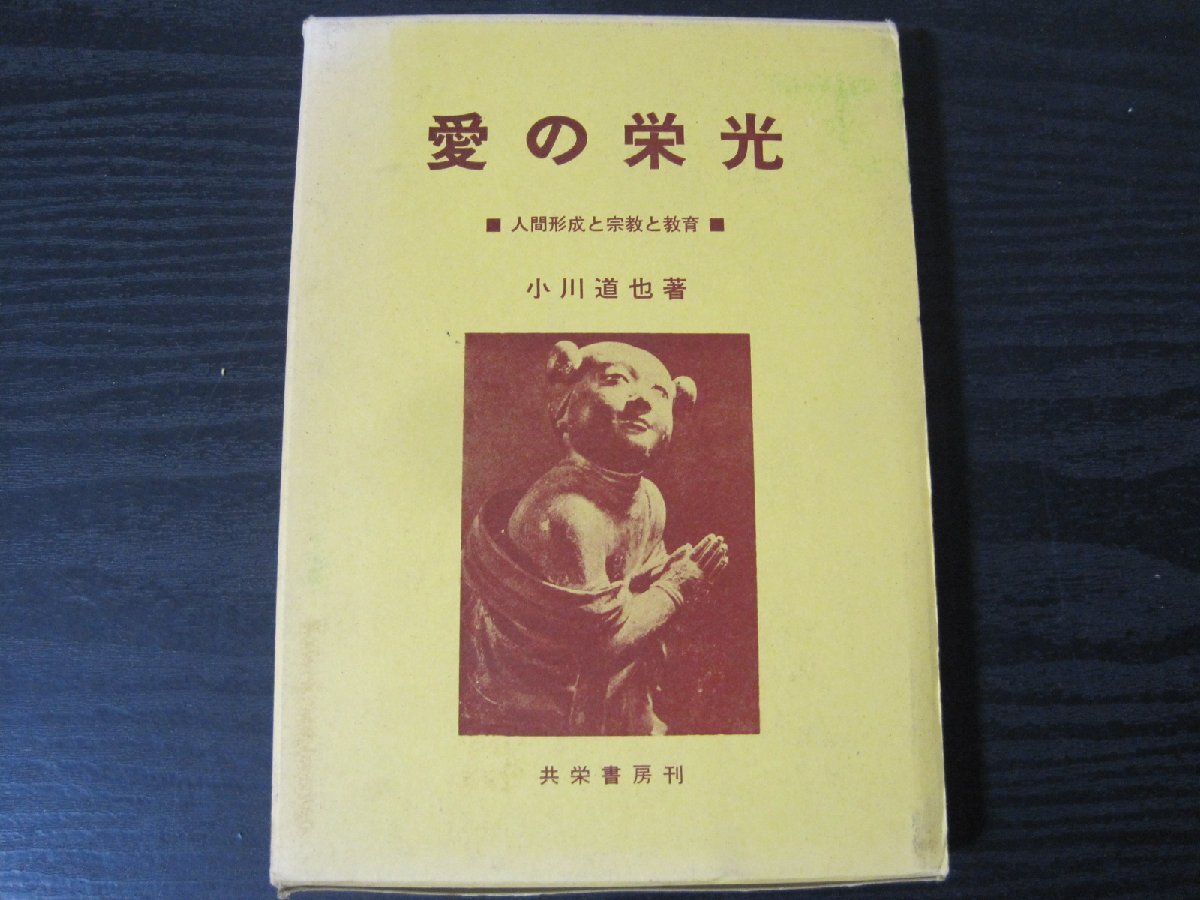 愛の栄光
■ 人間形成と宗教と教育 ■
小川道也著
共栄書房刊